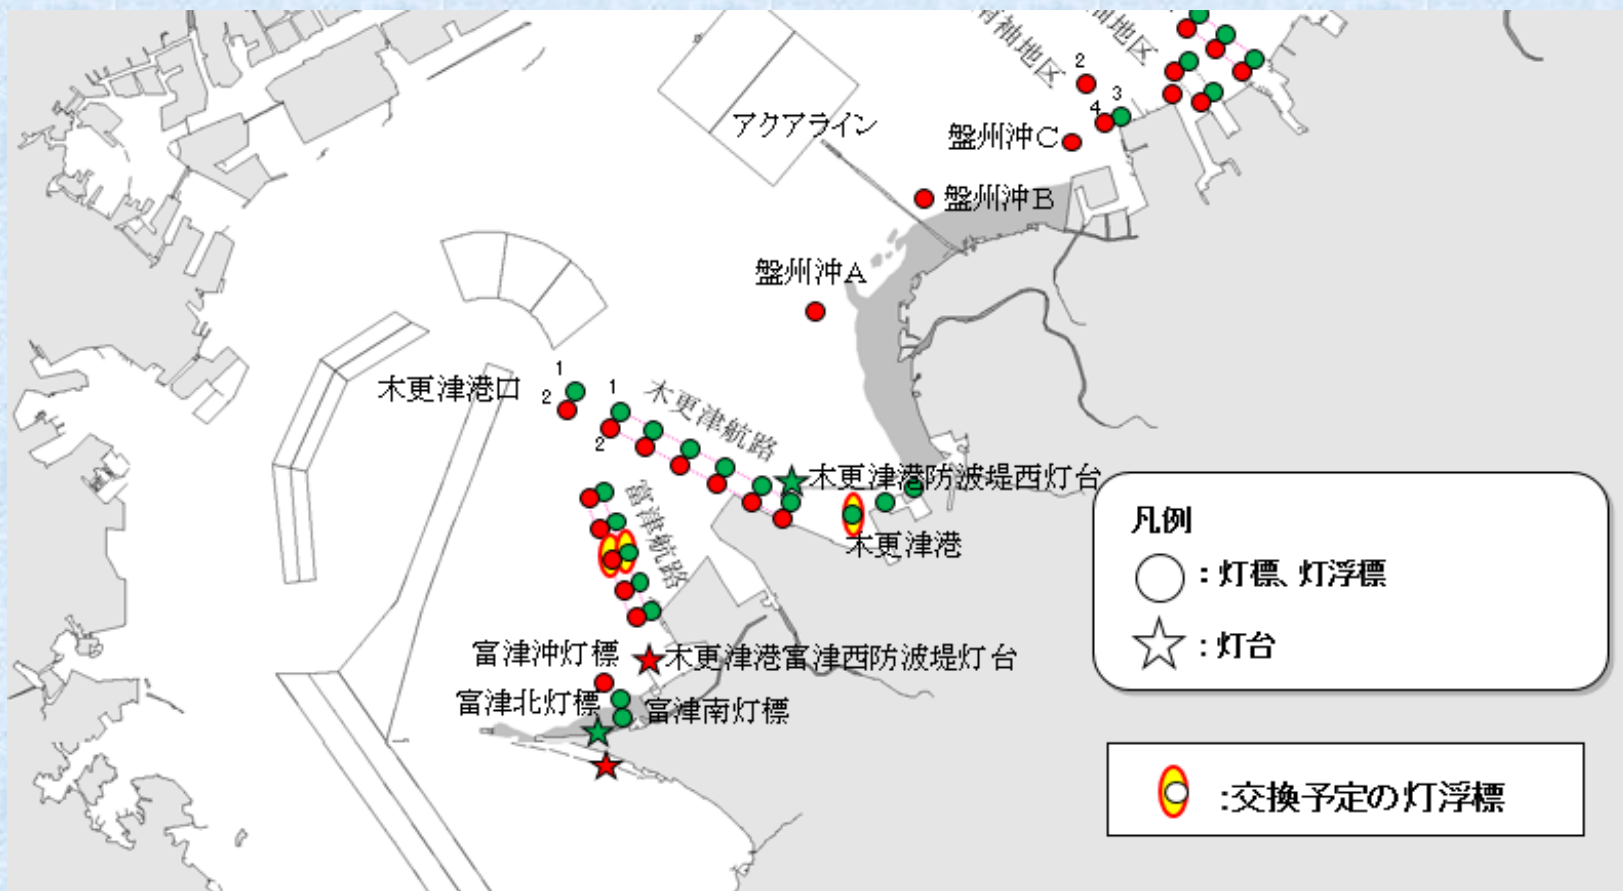 地区
袖地区
2
3
4
アクアライン
盤州沖C
盤州沖B
盤州沖A
1
木更津港口
2
1
2
木更津航路
木更津港防波堤西灯台
富津航路
木更津港
凡例
:灯標、灯浮標
:灯台
富津沖灯標
木更津港富津西防波堤灯台
富津北灯標
富津南灯標
:交換予定の灯浮標